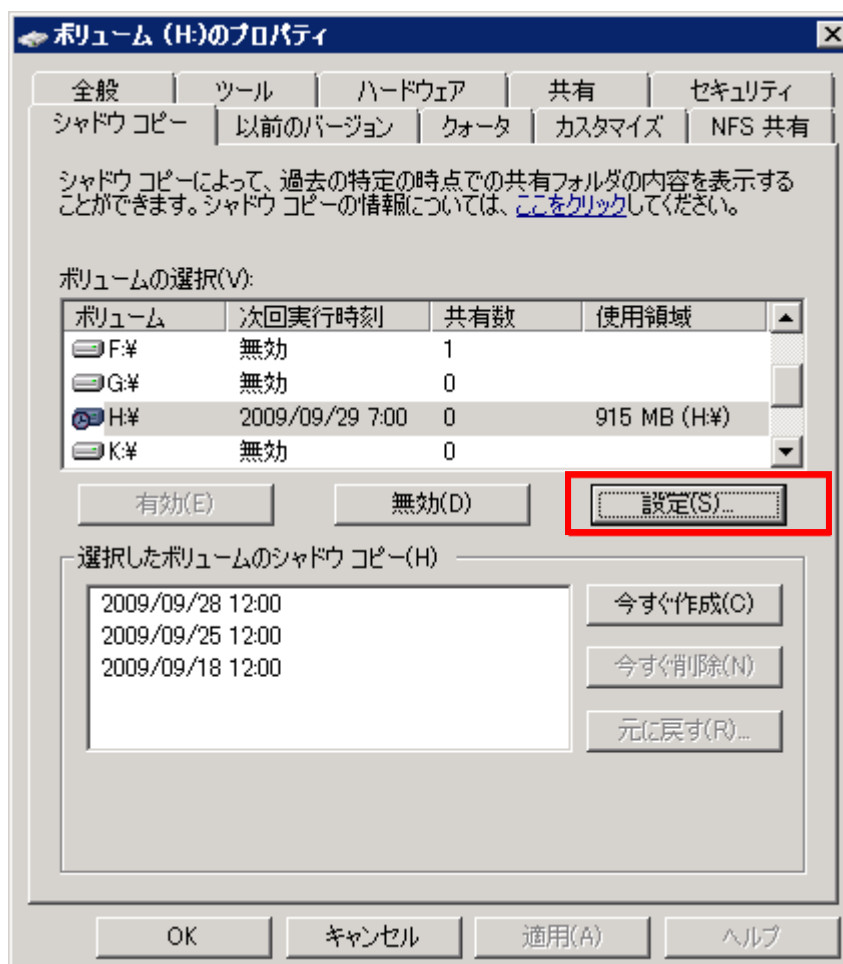 ボリューム (H:)のプロパティ
全般 ツール ハードウェア 共有 セキュリティ
シャドウ コピー 以前のバージョン クォータ カスタマイズ NFS 共有
シャドウ コピーによって、過去の特定の時点での共有フォルダの内容を表示する
ことができます。シャドウ コピーの情報については、ここをクリックしてください。
ボリュームの選択(V):
ボリューム 次回実行時刻 共有数 使用領域
F:¥ 無効 1
G:¥ 無効 0
H:¥ 2009/09/29 7:00 0 915 MB (H:¥)
K:¥ 無効 0
有効(E) 無効(D) 設定(S)...
選択したボリュームのシャドウ コピー(H)
2009/09/28 12:00
2009/09/25 12:00
2009/09/18 12:00
今すぐ作成(C)
今すぐ削除(N)
元に戻す(R)...
OK キャンセル 適用(A) ヘルプ